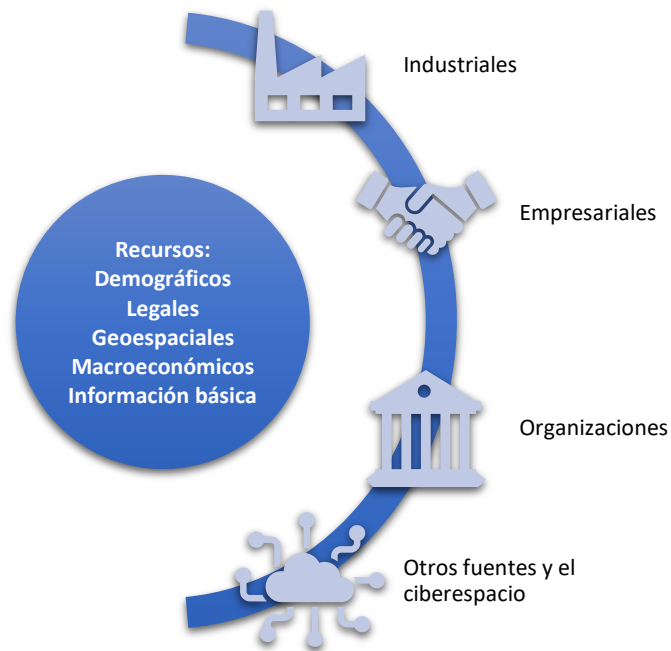 Industriales
Empresariales
Recursos:
Demográficos
Legales
Geoespaciales
Macroeconómicos
Información básica
Organizaciones
Otros fuentes y el
ciberespacio